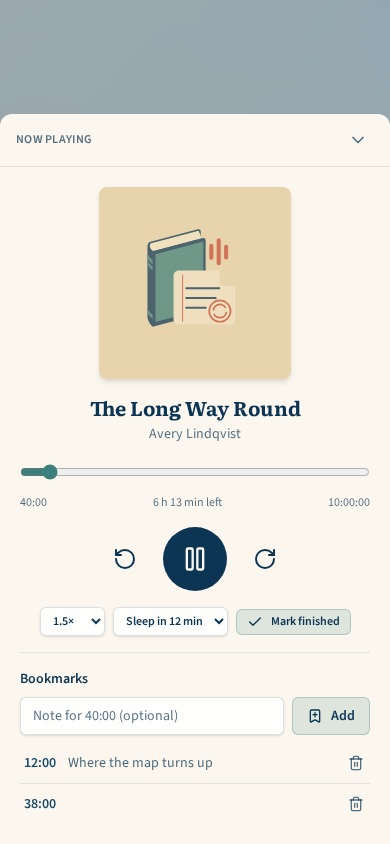 NOW PLAYING
The Long Way Round
Avery Lindqvist
40:00 6 h 13 min left 10:00:00
1.5× Sleep in 12 min Mark finished
Bookmarks
Note for 40:00 (optional) Add
12:00 Where the map turns up
38:00